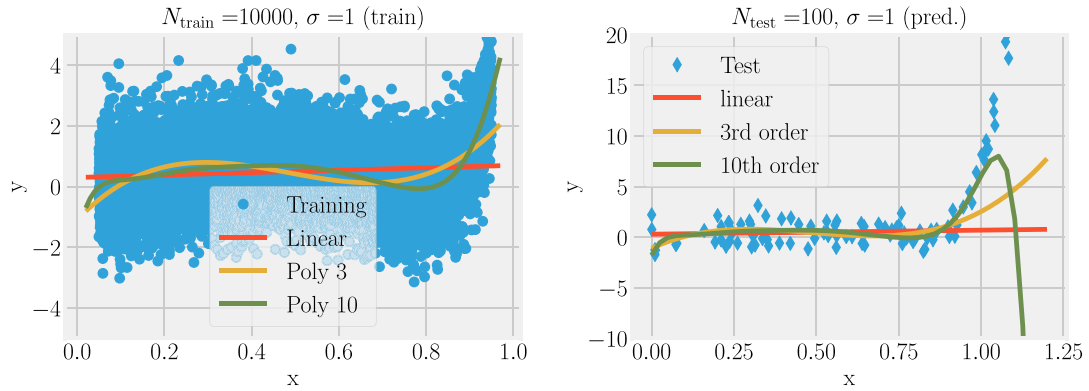 N_train =10000, σ =1 (train)
4
2
0
−2
−4
y
Training
Linear
Poly 3
Poly 10
0.0 0.2 0.4 0.6 0.8 1.0
x
N_test =100, σ =1 (pred.)
20
15
10
5
0
−5
−10
y
Test
linear
3rd order
10th order
0.00 0.25 0.50 0.75 1.00 1.25
x